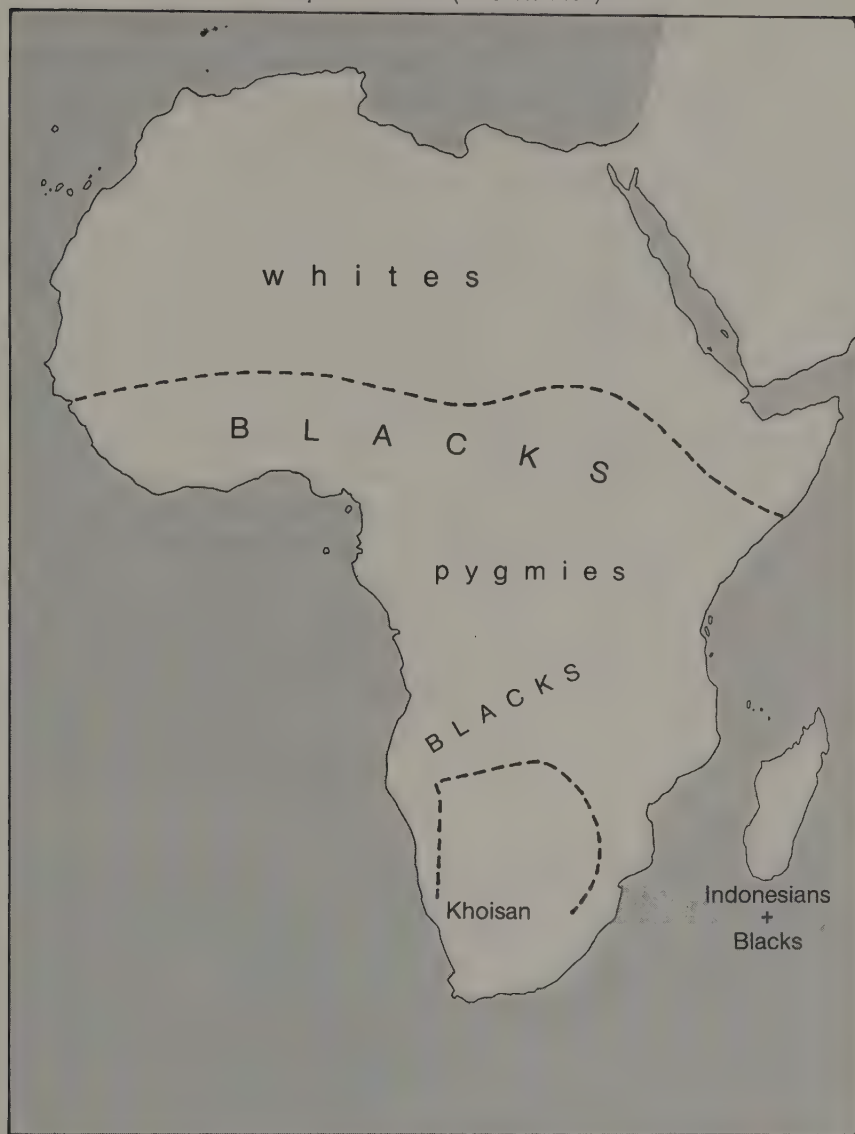 whites
BLACKS
pygmies
BLACKS
Khoisan
Indonesians
+
Blacks